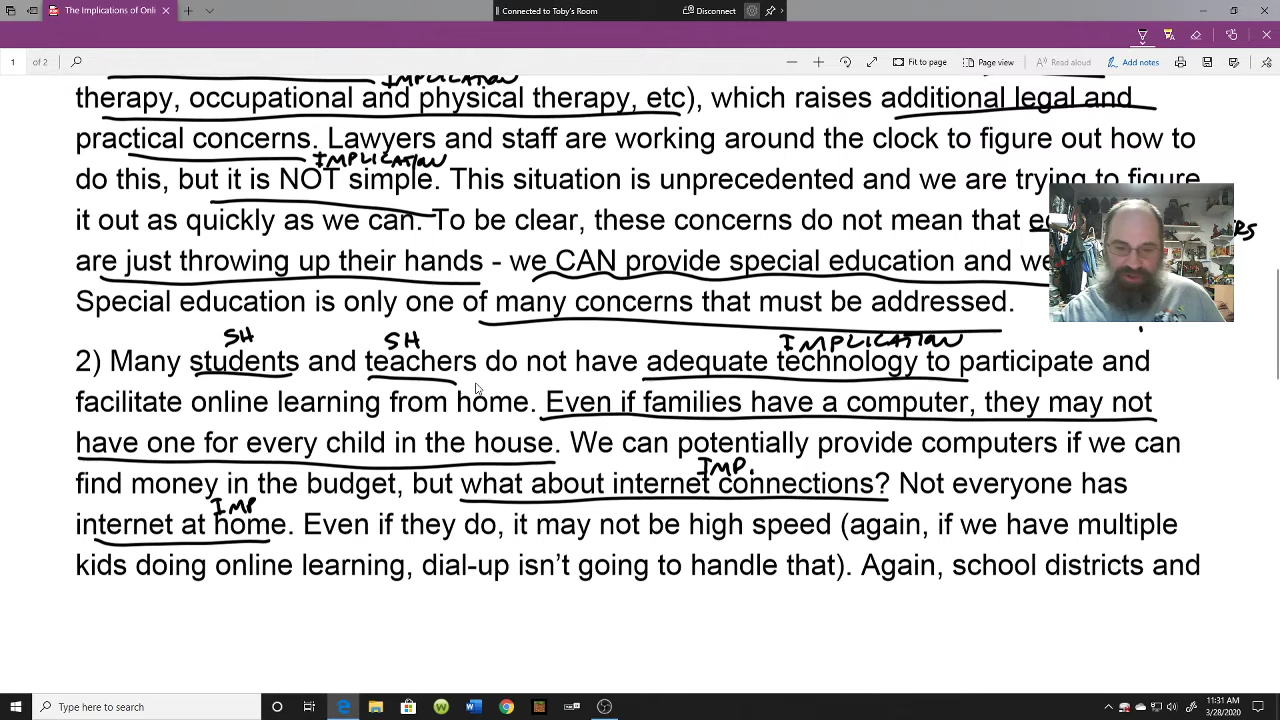 The Implications of Onli
Connected to Toby's Room
Disconnect
1 of 2
Fit to page
Page view
Read aloud
Add notes
IMPLICATION
therapy, occupational and physical therapy, etc), which raises additional legal and
practical concerns. Lawyers and staff are working around the clock to figure out how to
IMPLICATION
do this, but it is NOT simple. This situation is unprecedented and we are trying to figure
it out as quickly as we can. To be clear, these concerns do not mean that
are just throwing up their hands - we CAN provide special education and we
Special education is only one of many concerns that must be addressed.
SH SH IMPLICATION
2) Many students and teachers do not have adequate technology to participate and
facilitate online learning from home. Even if families have a computer, they may not
have one for every child in the house. We can potentially provide computers if we can
IMP.
find money in the budget, but what about internet connections? Not everyone has
IMP
internet at home. Even if they do, it may not be high speed (again, if we have multiple
kids doing online learning, dial-up isn't going to handle that). Again, school districts and
Type here to search
11:31 AM
3/28/2020